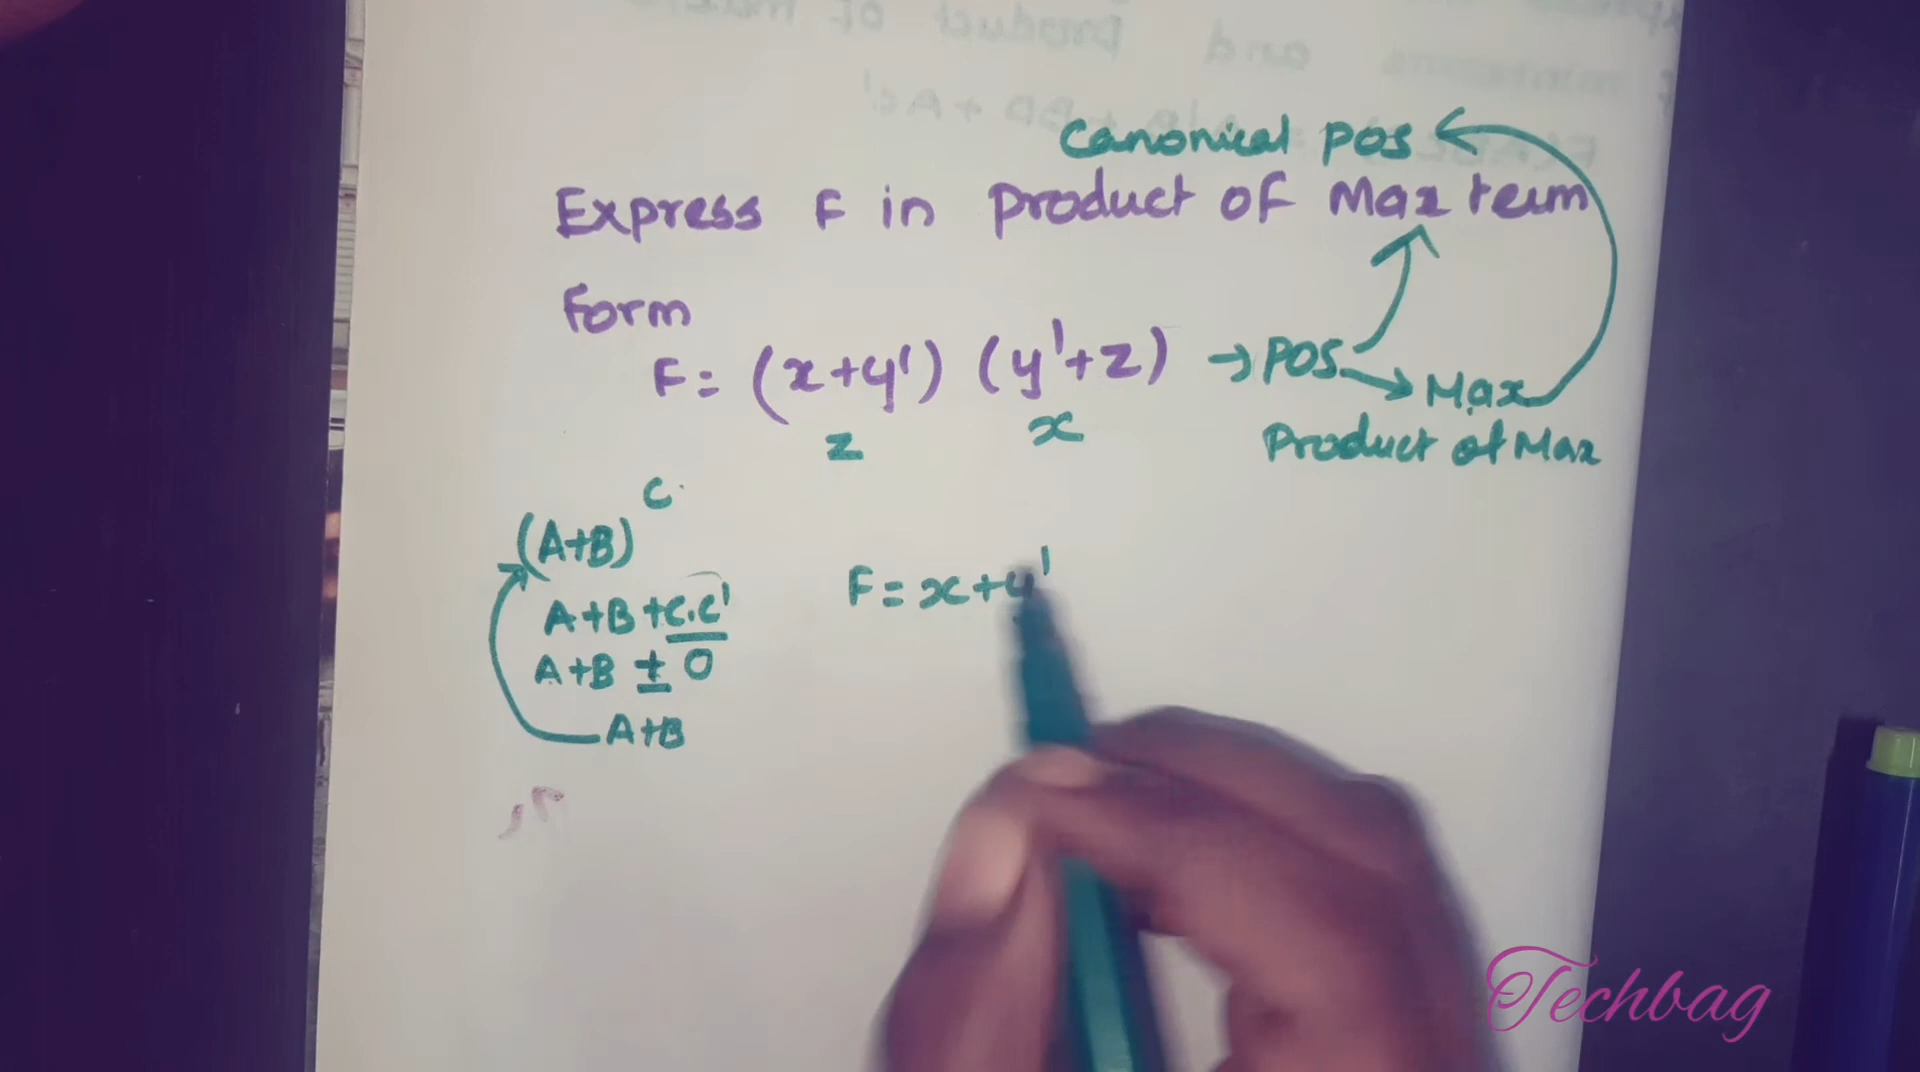 Canonical POS
Express F in Product of Max term
Form
F = (x+y') (y'+z) → POS → Max
z x Product of Max
C
(A+B)
A+B+C.C'
A+B + 0
A+B
F = x+y'
Techbag